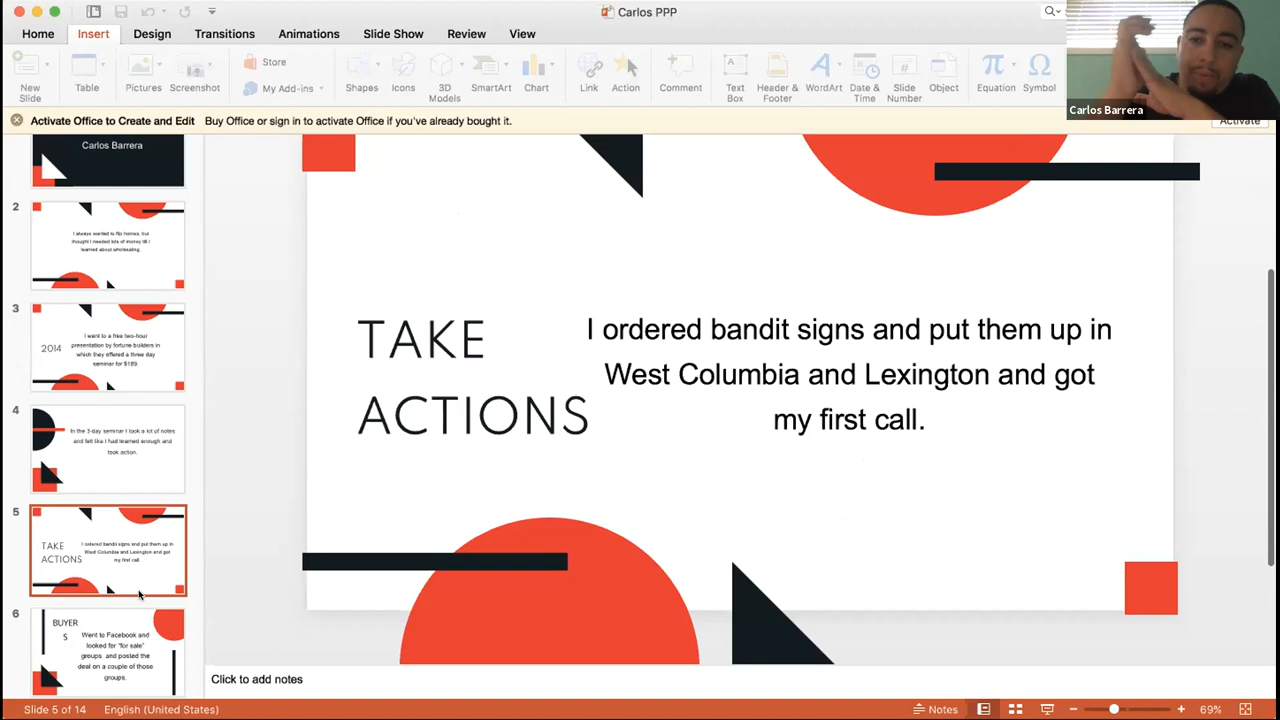 Carlos PPP
Home Insert Design Transitions Animations Slide Show Review View
New Slide
Table
Pictures
Screenshot
Store
My Add-ins
Shapes
Icons
3D Models
SmartArt
Chart
Link
Action
Comment
Text Box
Header & Footer
WordArt
Date & Time
Slide Number
Object
Equation
Symbol
Carlos Barrera
Activate Office to Create and Edit Buy Office or sign in to activate Office if you've already bought it.
Activate
Carlos Barrera
2
I always wanted to flip homes, but
thought I needed lots of money till I
learned about wholesaling.
3
2014
I went to a free two-hour
presentation by fortune builders in
which they offered a three day
seminar for $199.
4
In the 3-day seminar I took a lot of notes
and felt like I had learned enough and
took action.
5
TAKE
ACTIONS
I ordered bandit signs and put them up in
West Columbia and Lexington and got
my first call.
6
BUYER
S
Went to Facebook and
looked for "for sale"
groups and posted the
deal on a couple of those
groups.
TAKE
ACTIONS
I ordered bandit signs and put them up in
West Columbia and Lexington and got
my first call.
Click to add notes
Slide 5 of 14 English (United States) Notes 69%